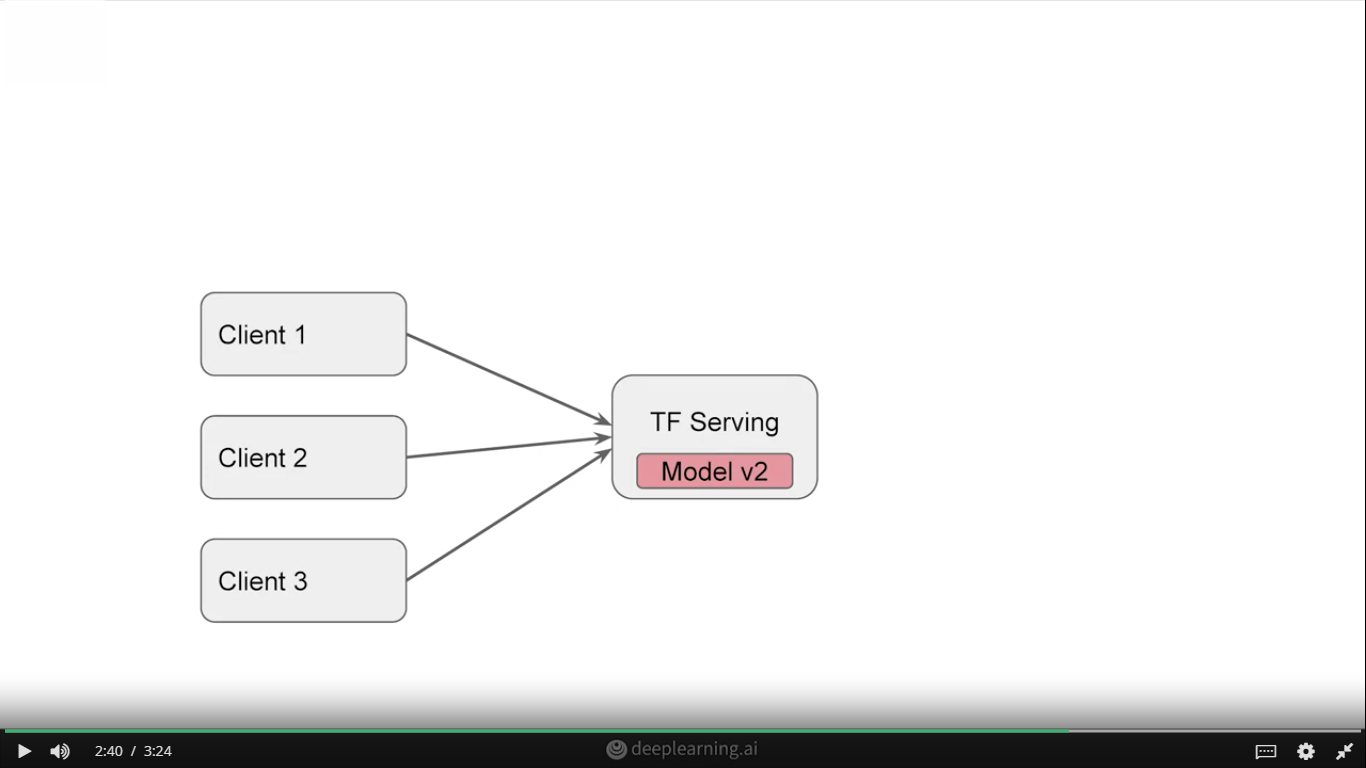 Client 1
Client 2
Client 3
TF Serving
Model v2
2:40 / 3:24
deeplearning.ai